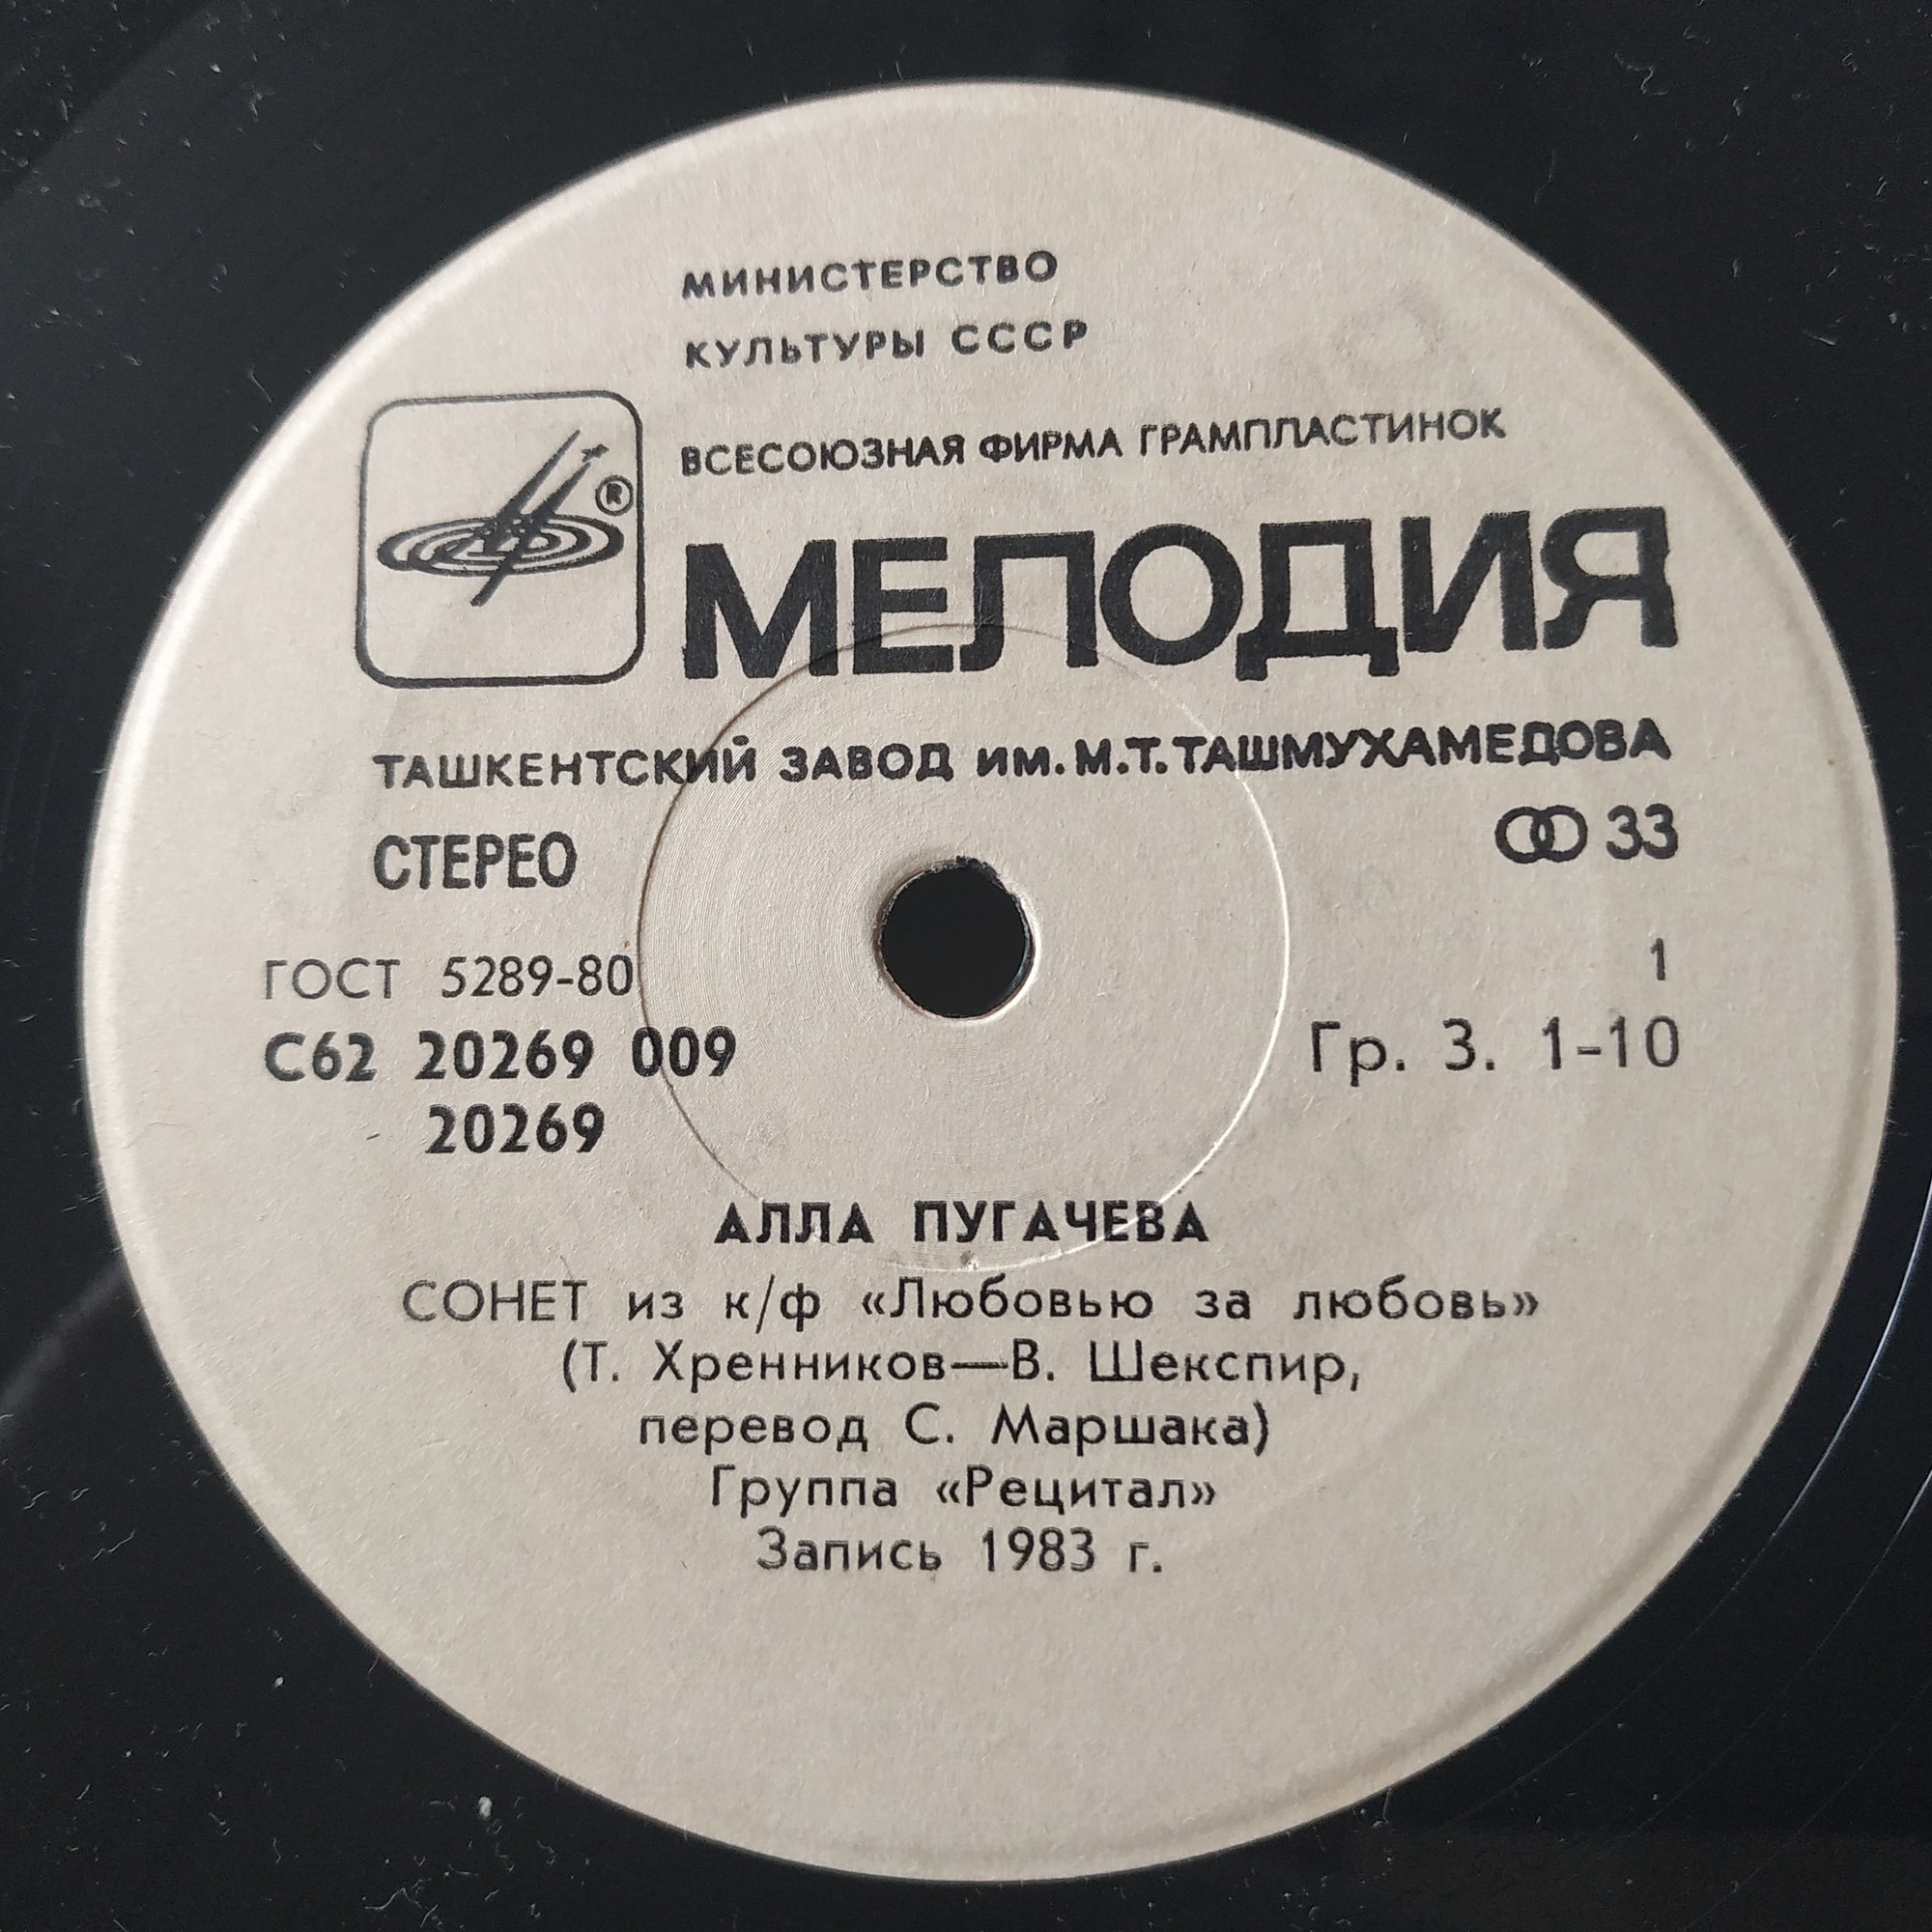 МИНИСТЕРСТВО
КУЛЬТУРЫ СССР
ВСЕСОЮЗНАЯ ФИРМА ГРАМПЛАСТИНОК
®
МЕЛОДИЯ
ТАШКЕНТСКИЙ ЗАВОД им. М.Т. ТАШМУХАМЕДОВА
СТЕРЕО
33
ГОСТ 5289-80
1
С62 20269 009
Гр. 3. 1-10
20269
АЛЛА ПУГАЧЕВА
СОНЕТ из к/ф «Любовью за любовь»
(Т. Хренников—В. Шекспир,
перевод С. Маршака)
Группа «Рецитал»
Запись 1983 г.